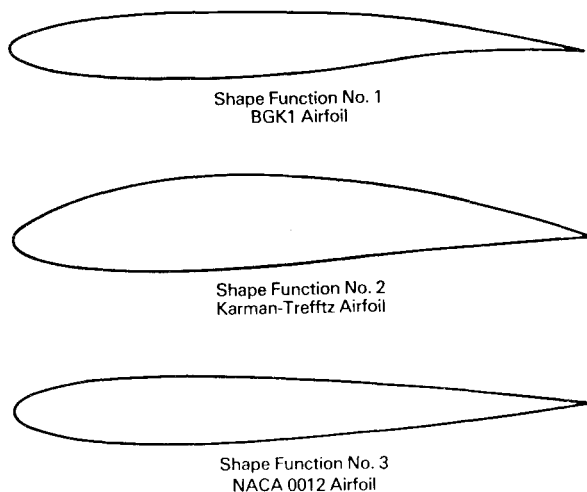 Shape Function No. 1
BGK1 Airfoil
Shape Function No. 2
Karman-Trefftz Airfoil
Shape Function No. 3
NACA 0012 Airfoil